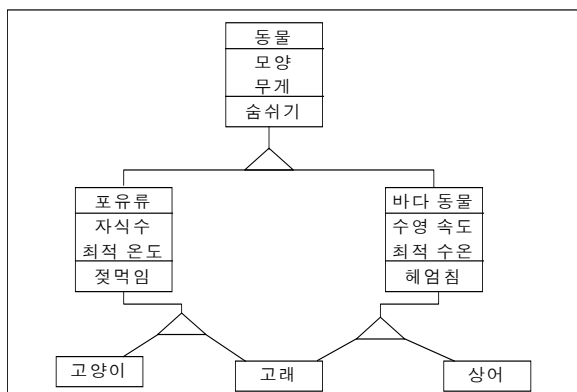 동물
모양
무게
숨쉬기
포유류
자식수
최적 온도
젖먹임
바다 동물
수영 속도
최적 수온
헤엄침
고양이
고래
상어